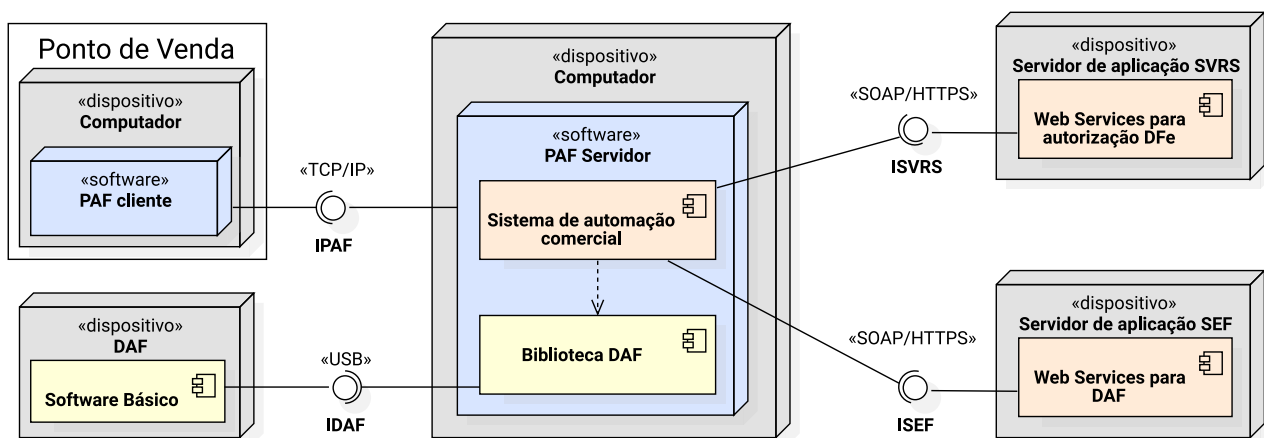 Ponto de Venda
«dispositivo»
Computador
«software»
PAF cliente
«TCP/IP»
IPAF
«dispositivo»
DAF
Software Básico
«USB»
IDAF
«dispositivo»
Computador
«software»
PAF Servidor
Sistema de automação
comercial
Biblioteca DAF
«SOAP/HTTPS»
ISVRS
«dispositivo»
Servidor de aplicação SVRS
Web Services para
autorização DFe
«SOAP/HTTPS»
ISEF
«dispositivo»
Servidor de aplicação SEF
Web Services para
DAF